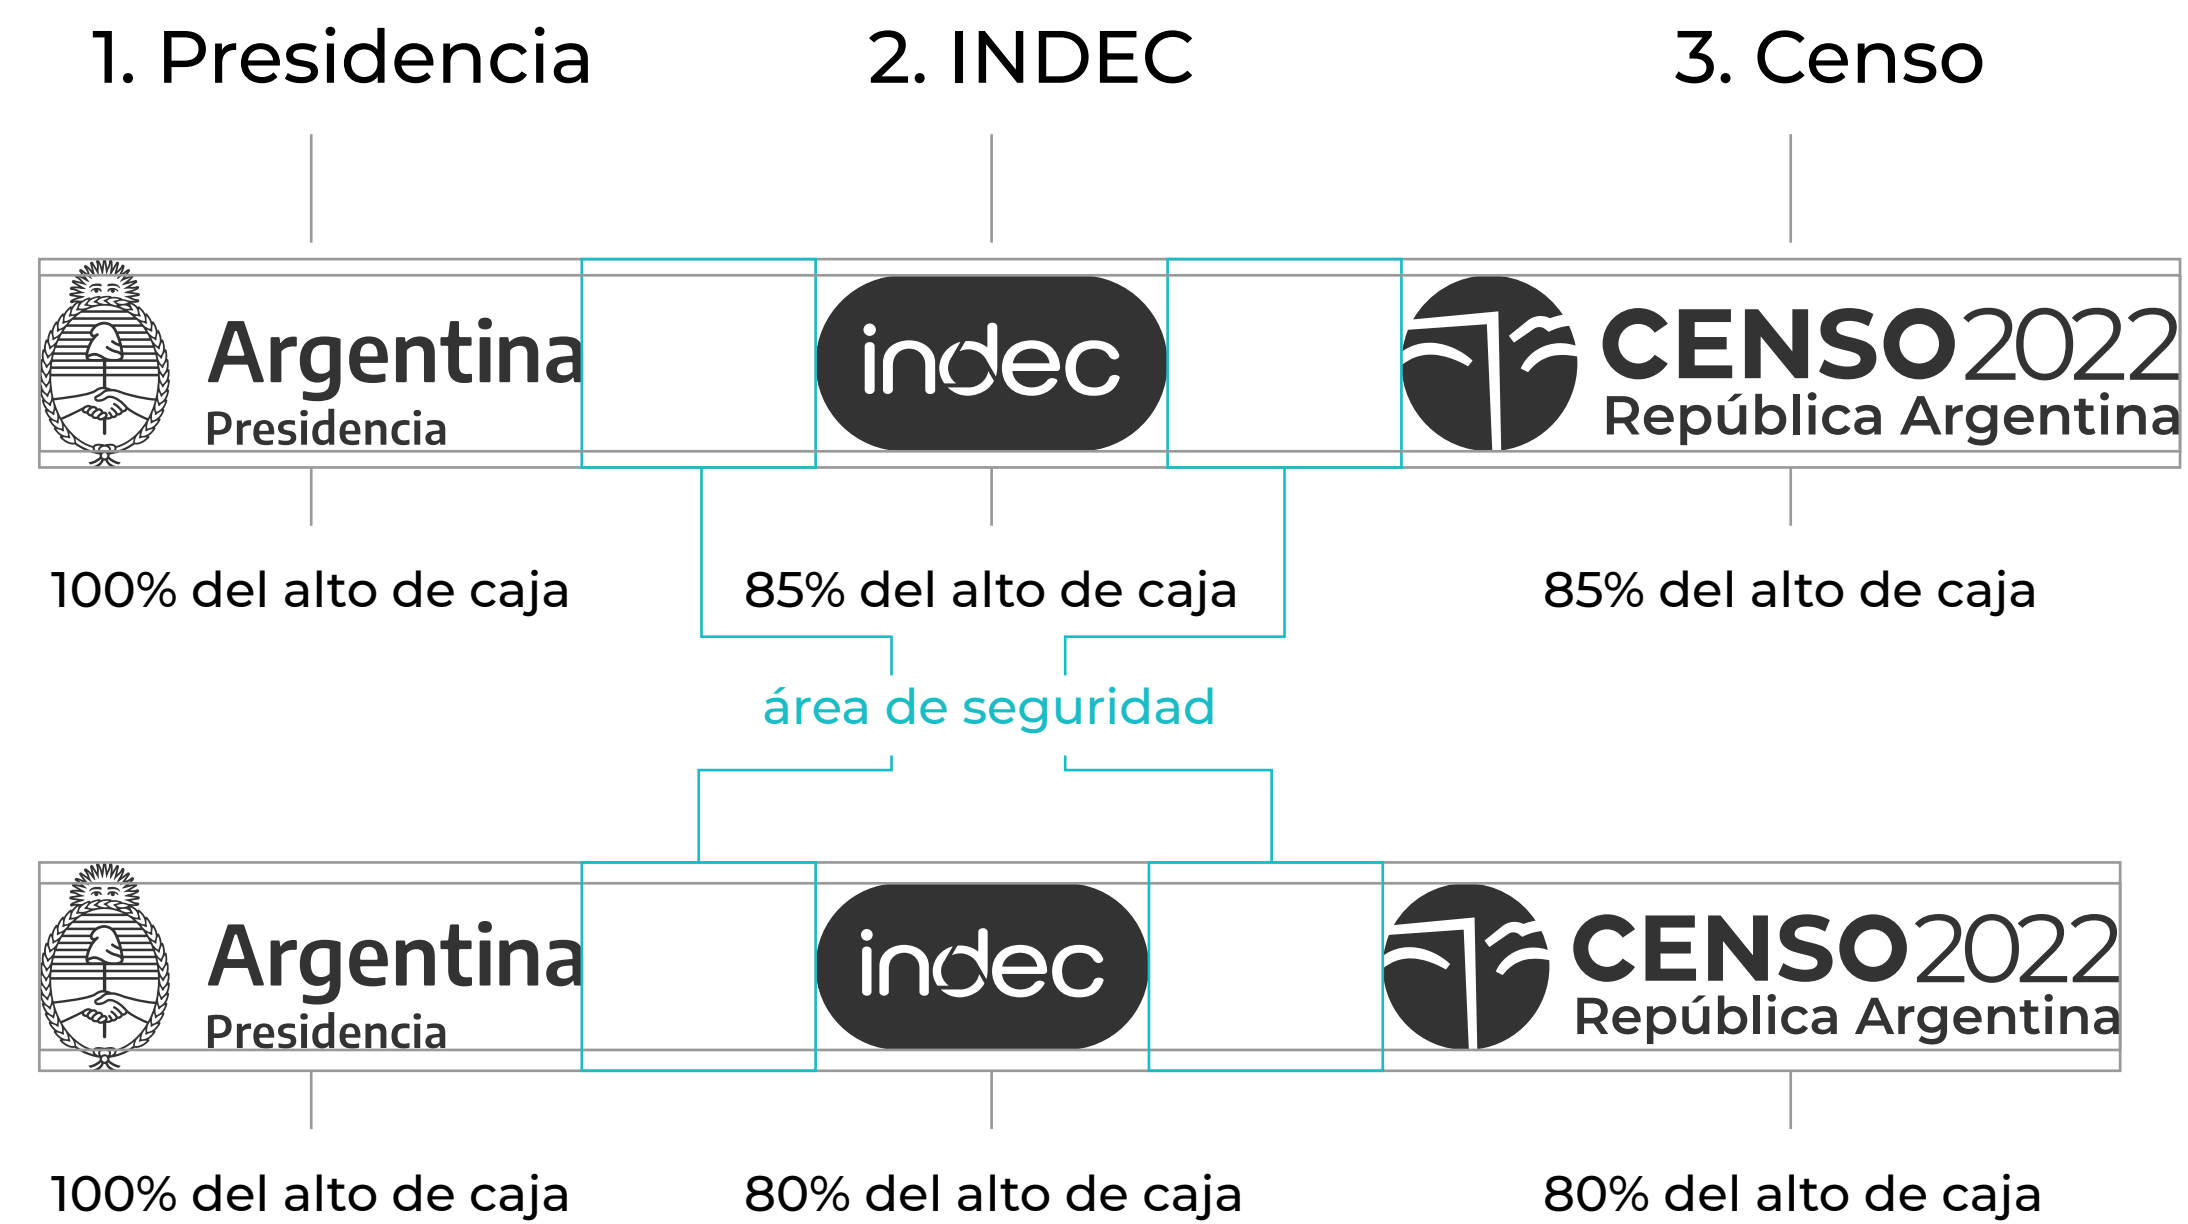 1. Presidencia
2. INDEC
3. Censo
Argentina
Presidencia
indec
CENSO2022
República Argentina
100% del alto de caja
85% del alto de caja
85% del alto de caja
área de seguridad
Argentina
Presidencia
indec
CENSO2022
República Argentina
100% del alto de caja
80% del alto de caja
80% del alto de caja